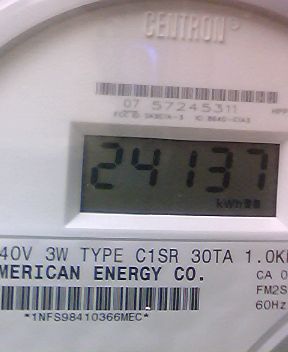 CENTRON®
07 57245311
24137
kWh
40V 3W TYPE C1SR 30TA 1.0K
MERICAN ENERGY CO.
CA 0
FM2S
60Hz
*1NFS98410366MEC*